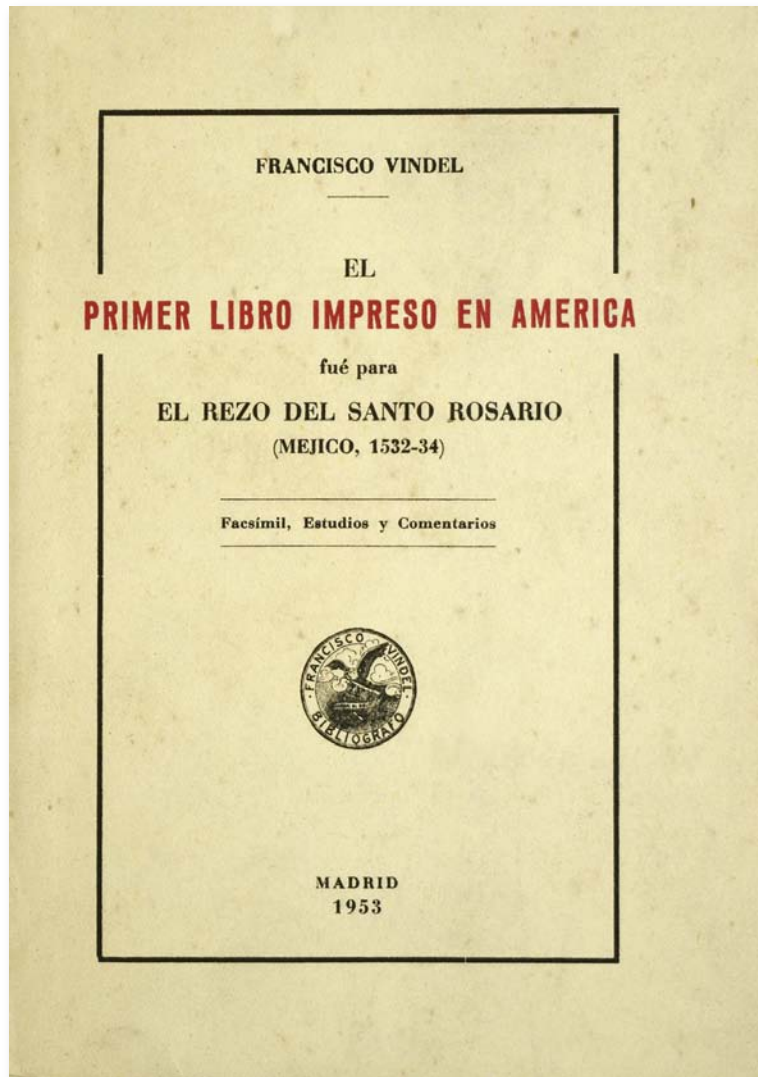 FRANCISCO VINDEL
EL
PRIMER LIBRO IMPRESO EN AMERICA
fué para
EL REZO DEL SANTO ROSARIO
(MEJICO, 1532-34)
Facsímil, Estudios y Comentarios
· FRANCISCO VINDEL ·
BIBLIOGRAFO
MADRID
1953